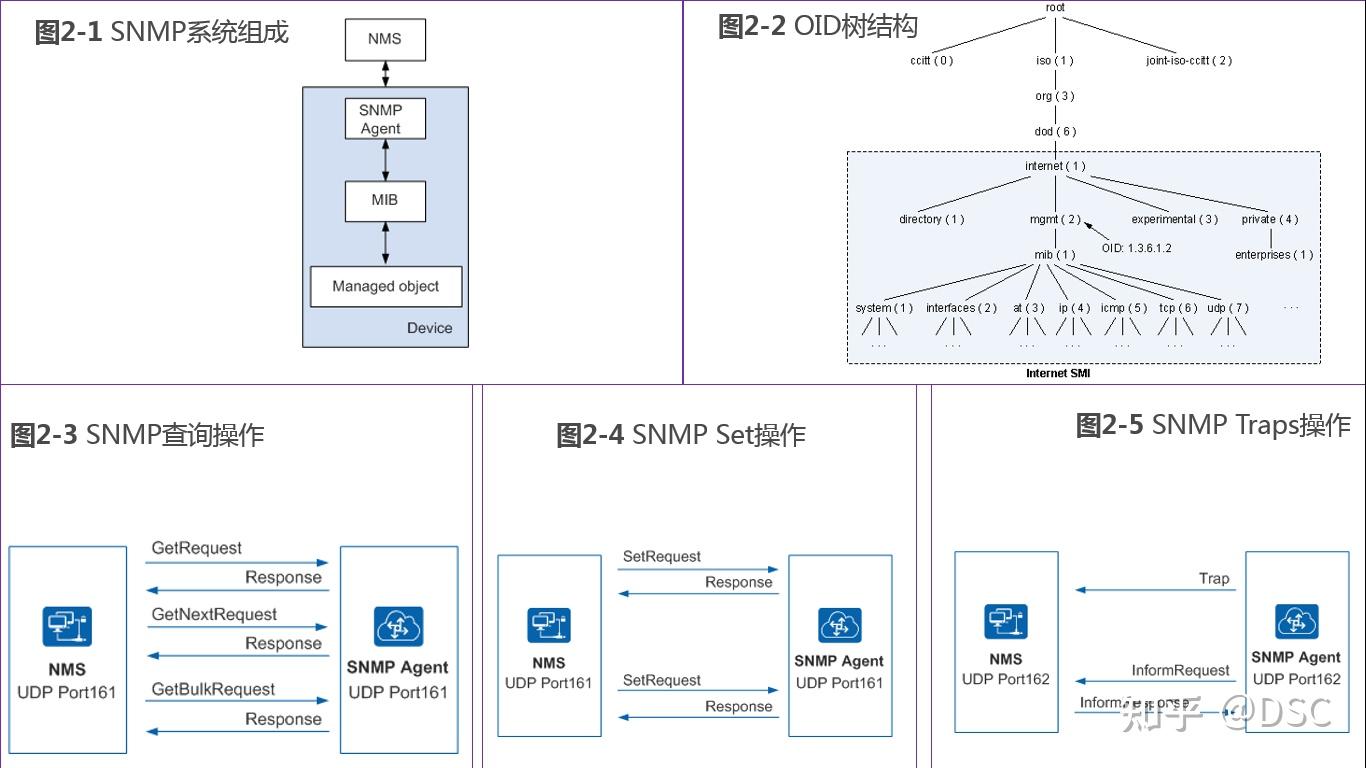 图2-1 SNMP系统组成
NMS
SNMP
Agent
MIB
Managed object
Device
图2-2 OID树结构
root
ccitt ( 0 )
iso ( 1 )
joint-iso-ccitt ( 2 )
org ( 3 )
dod ( 6 )
internet ( 1 )
directory ( 1 )
mgmt ( 2 )
experimental ( 3 )
private ( 4 )
OID: 1.3.6.1.2
mib ( 1 )
enterprises ( 1 )
system ( 1 )
interfaces ( 2 )
at ( 3 )
ip ( 4 )
icmp ( 5 )
tcp ( 6 )
udp ( 7 )
. . .
. . .
. . .
. . .
. . .
. . .
. . .
. . .
Internet SMI
图2-3 SNMP查询操作
GetRequest
Response
GetNextRequest
Response
GetBulkRequest
Response
NMS
UDP Port161
SNMP Agent
UDP Port161
图2-4 SNMP Set操作
SetRequest
Response
SetRequest
Response
NMS
UDP Port161
SNMP Agent
UDP Port161
图2-5 SNMP Traps操作
Trap
InformRequest
InformResponse
NMS
UDP Port162
SNMP Agent
UDP Port162
知乎 @DSC